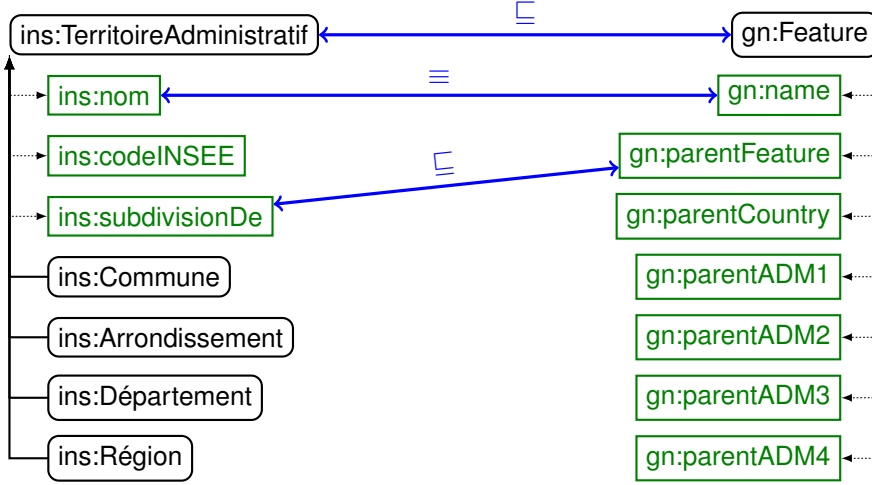 ins:TerritoireAdministratif ⊑ gn:Feature
ins:nom ≡ gn:name
ins:codeINSEE gn:parentFeature
⊑
ins:subdivisionDe gn:parentCountry
ins:Commune gn:parentADM1
ins:Arrondissement gn:parentADM2
ins:Département gn:parentADM3
ins:Région gn:parentADM4